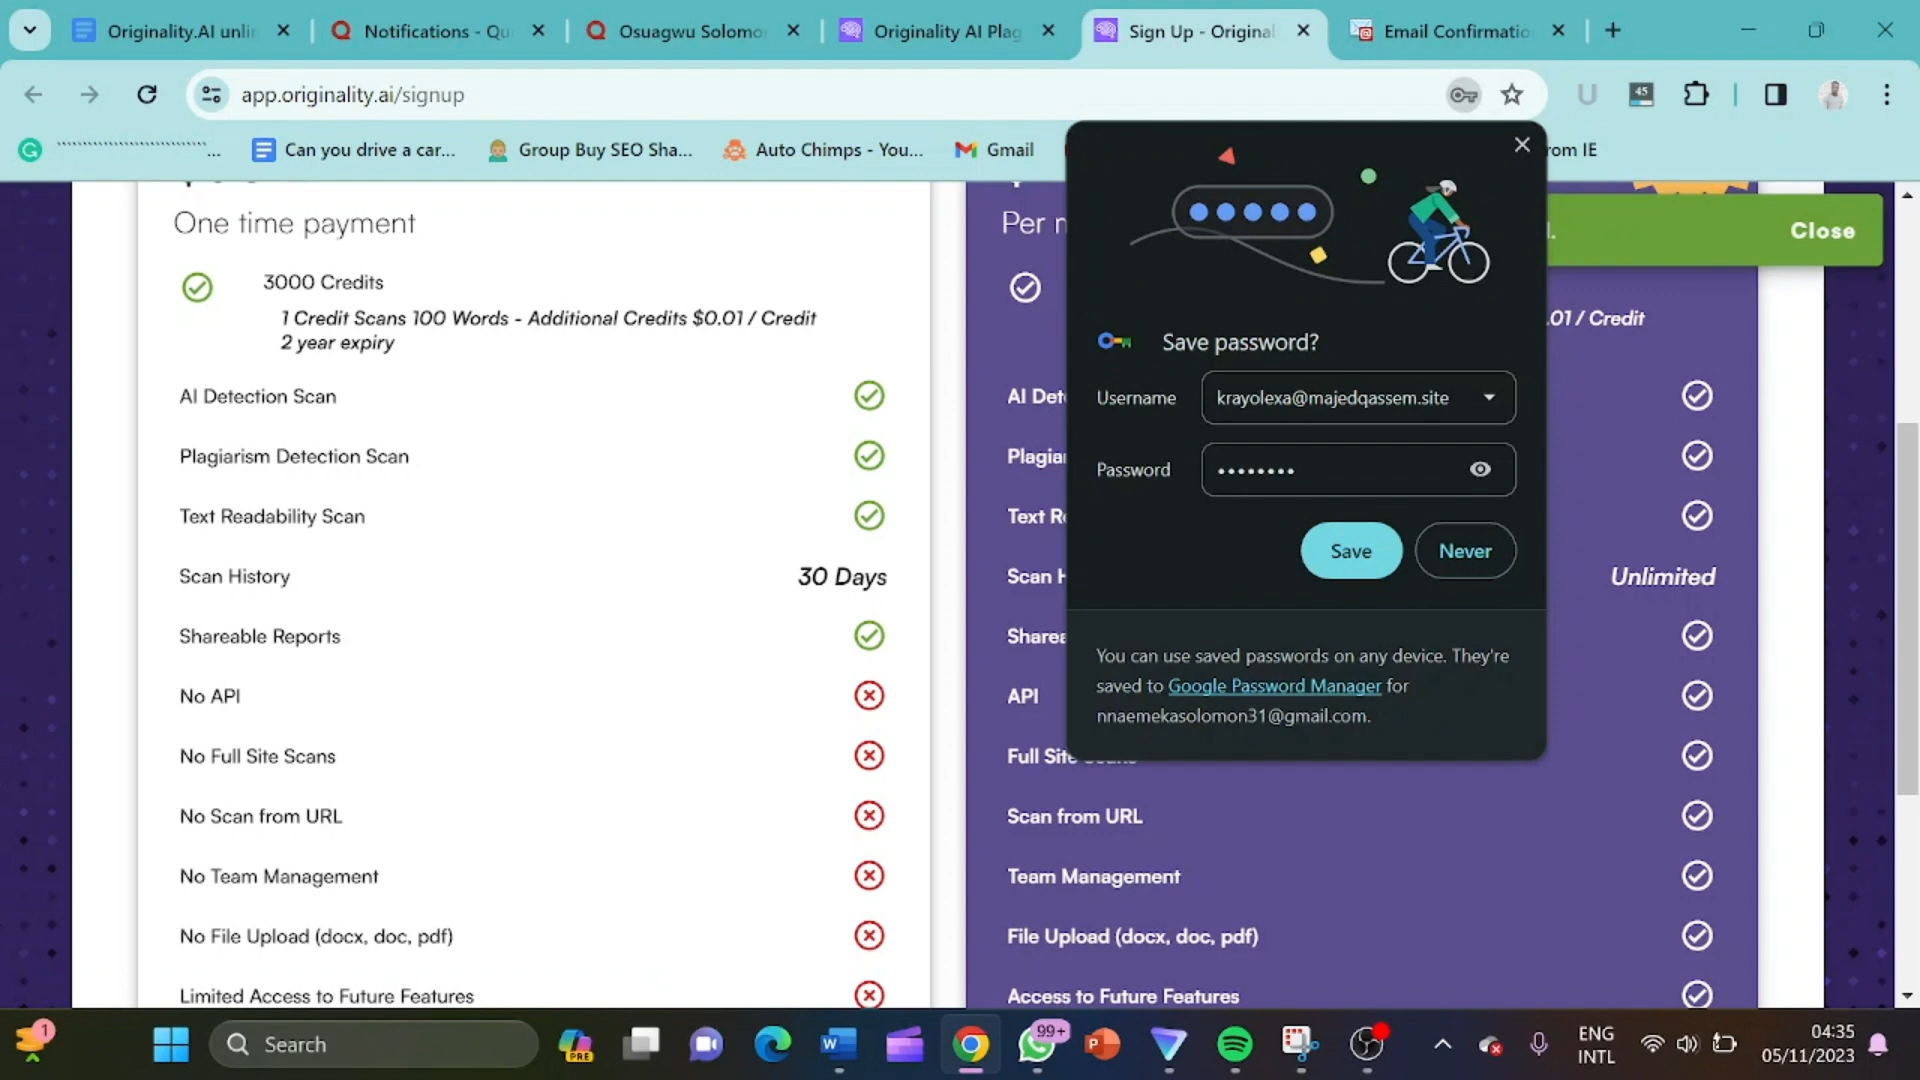 Originality.AI unli
Notifications - Qu
Osuagwu Solomo
Originality AI Plag
Sign Up - Original
Email Confirmatio
app.originality.ai/signup
45
Can you drive a car...
Group Buy SEO Sha...
Auto Chimps - You...
Gmail
rom IE
One time payment
3000 Credits
1 Credit Scans 100 Words - Additional Credits $0.01 / Credit
2 year expiry
AI Detection Scan
Plagiarism Detection Scan
Text Readability Scan
Scan History
30 Days
Shareable Reports
No API
No Full Site Scans
No Scan from URL
No Team Management
No File Upload (docx, doc, pdf)
Limited Access to Future Features
Per m
.01 / Credit
AI Det
Plagia
Text R
Scan H
Unlimited
Sharea
API
Full Site Scans
Scan from URL
Team Management
File Upload (docx, doc, pdf)
Access to Future Features
l.
Close
Save password?
Username
krayolexa@majedqassem.site
Password
••••••••
Save
Never
You can use saved passwords on any device. They're
saved to Google Password Manager for
nnaemekasolomon31@gmail.com.
1
Search
PRE
99+
ENG
INTL
04:35
05/11/2023